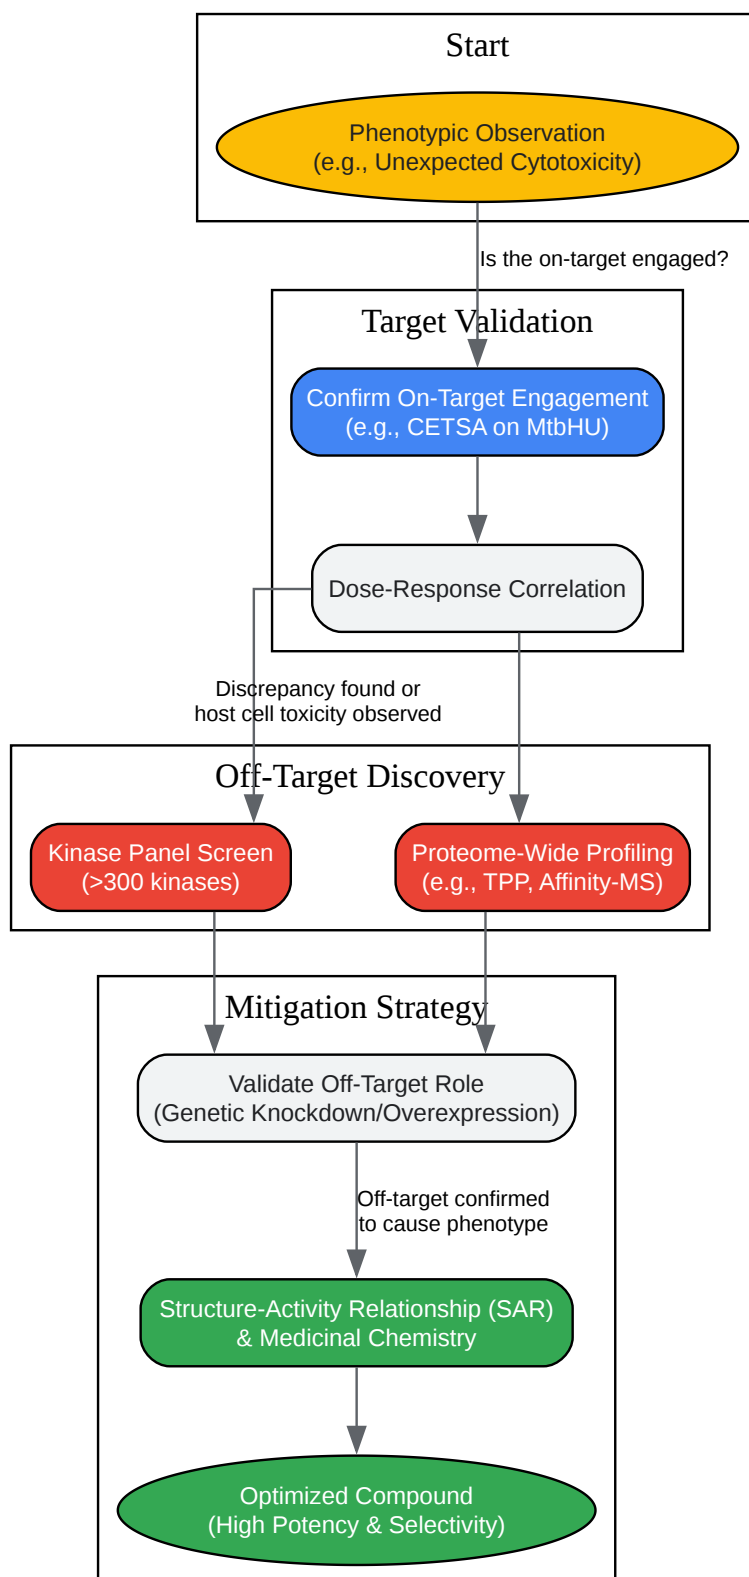 Start
Phenotypic Observation
(e.g., Unexpected Cytotoxicity)
Is the on-target engaged?
Target Validation
Confirm On-Target Engagement
(e.g., CETSA on MtbHU)
Dose-Response Correlation
Discrepancy found or
host cell toxicity observed
Off-Target Discovery
Kinase Panel Screen
(>300 kinases)
Proteome-Wide Profiling
(e.g., TPP, Affinity-MS)
Mitigation Strategy
Validate Off-Target Role
(Genetic Knockdown/Overexpression)
Off-target confirmed
to cause phenotype
Structure-Activity Relationship (SAR)
& Medicinal Chemistry
Optimized Compound
(High Potency & Selectivity)